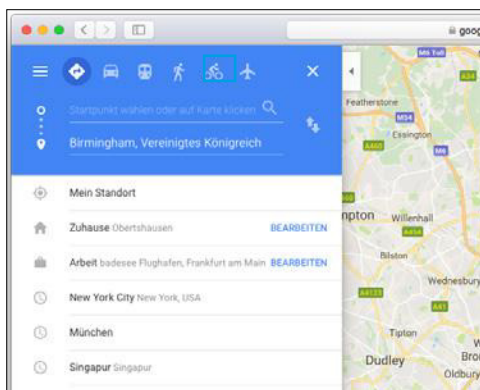 goog
Startpunkt wählen oder auf Karte klicken
Birmingham, Vereinigtes Königreich
Mein Standort
Zuhause Obertshausen BEARBEITEN
Arbeit badesee Flughafen, Frankfurt am Main BEARBEITEN
New York City New York, USA
München
Singapur Singapur
M6 Toll
A34
Featherstone
M54
Essington
A460
M6
mpton
Willenhall
A454
Bilston
Wednesbury
A4123
A41
Tipton
W
Bro
Dudley
Oldbury